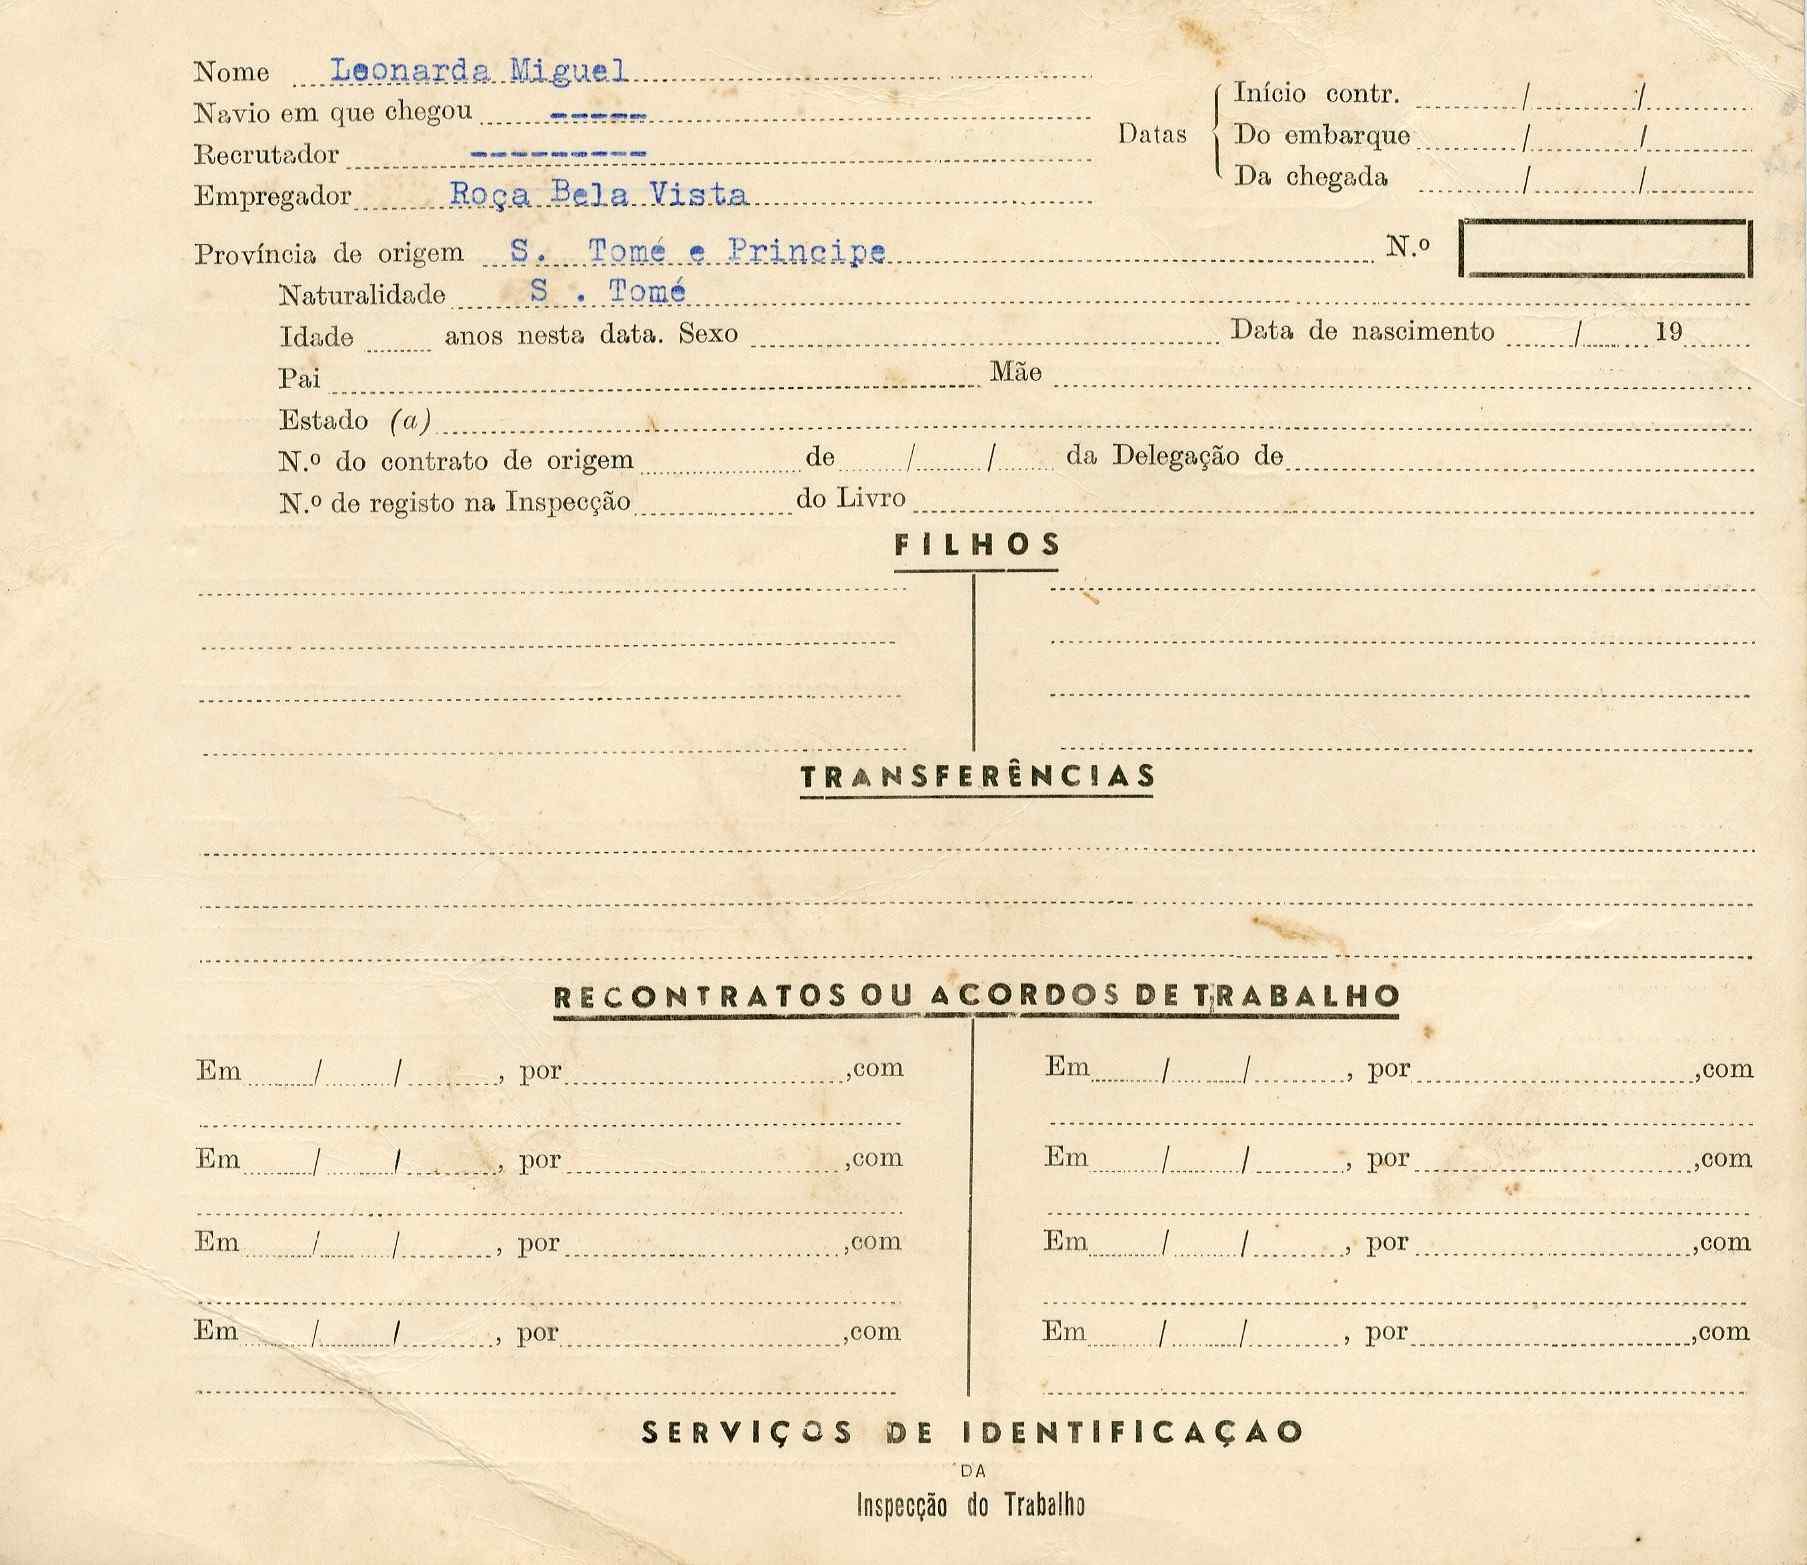 Nome Leonarda Miguel
Navio em que chegou -----
Recrutador ---------
Empregador Roça Bela Vista
Datas
Início contr. / /
Do embarque / /
Da chegada / /
Província de origem S. Tomé e Principe N.º
Naturalidade S . Tomé
Idade anos nesta data. Sexo Data de nascimento / 19
Pai Mãe
Estado (a)
N.º do contrato de origem de / / da Delegação de
N.º de registo na Inspecção do Livro
FILHOS
TRANSFERÊNCIAS
RECONTRATOS OU ACORDOS DE TRABALHO
Em / / , por ,com
Em / / , por ,com
Em / / , por ,com
Em / / , por ,com
Em / / , por ,com
Em / / , por ,com
Em / / , por ,com
Em / / , por ,com
SERVIÇOS DE IDENTIFICAÇAO
DA
Inspecção do Trabalho